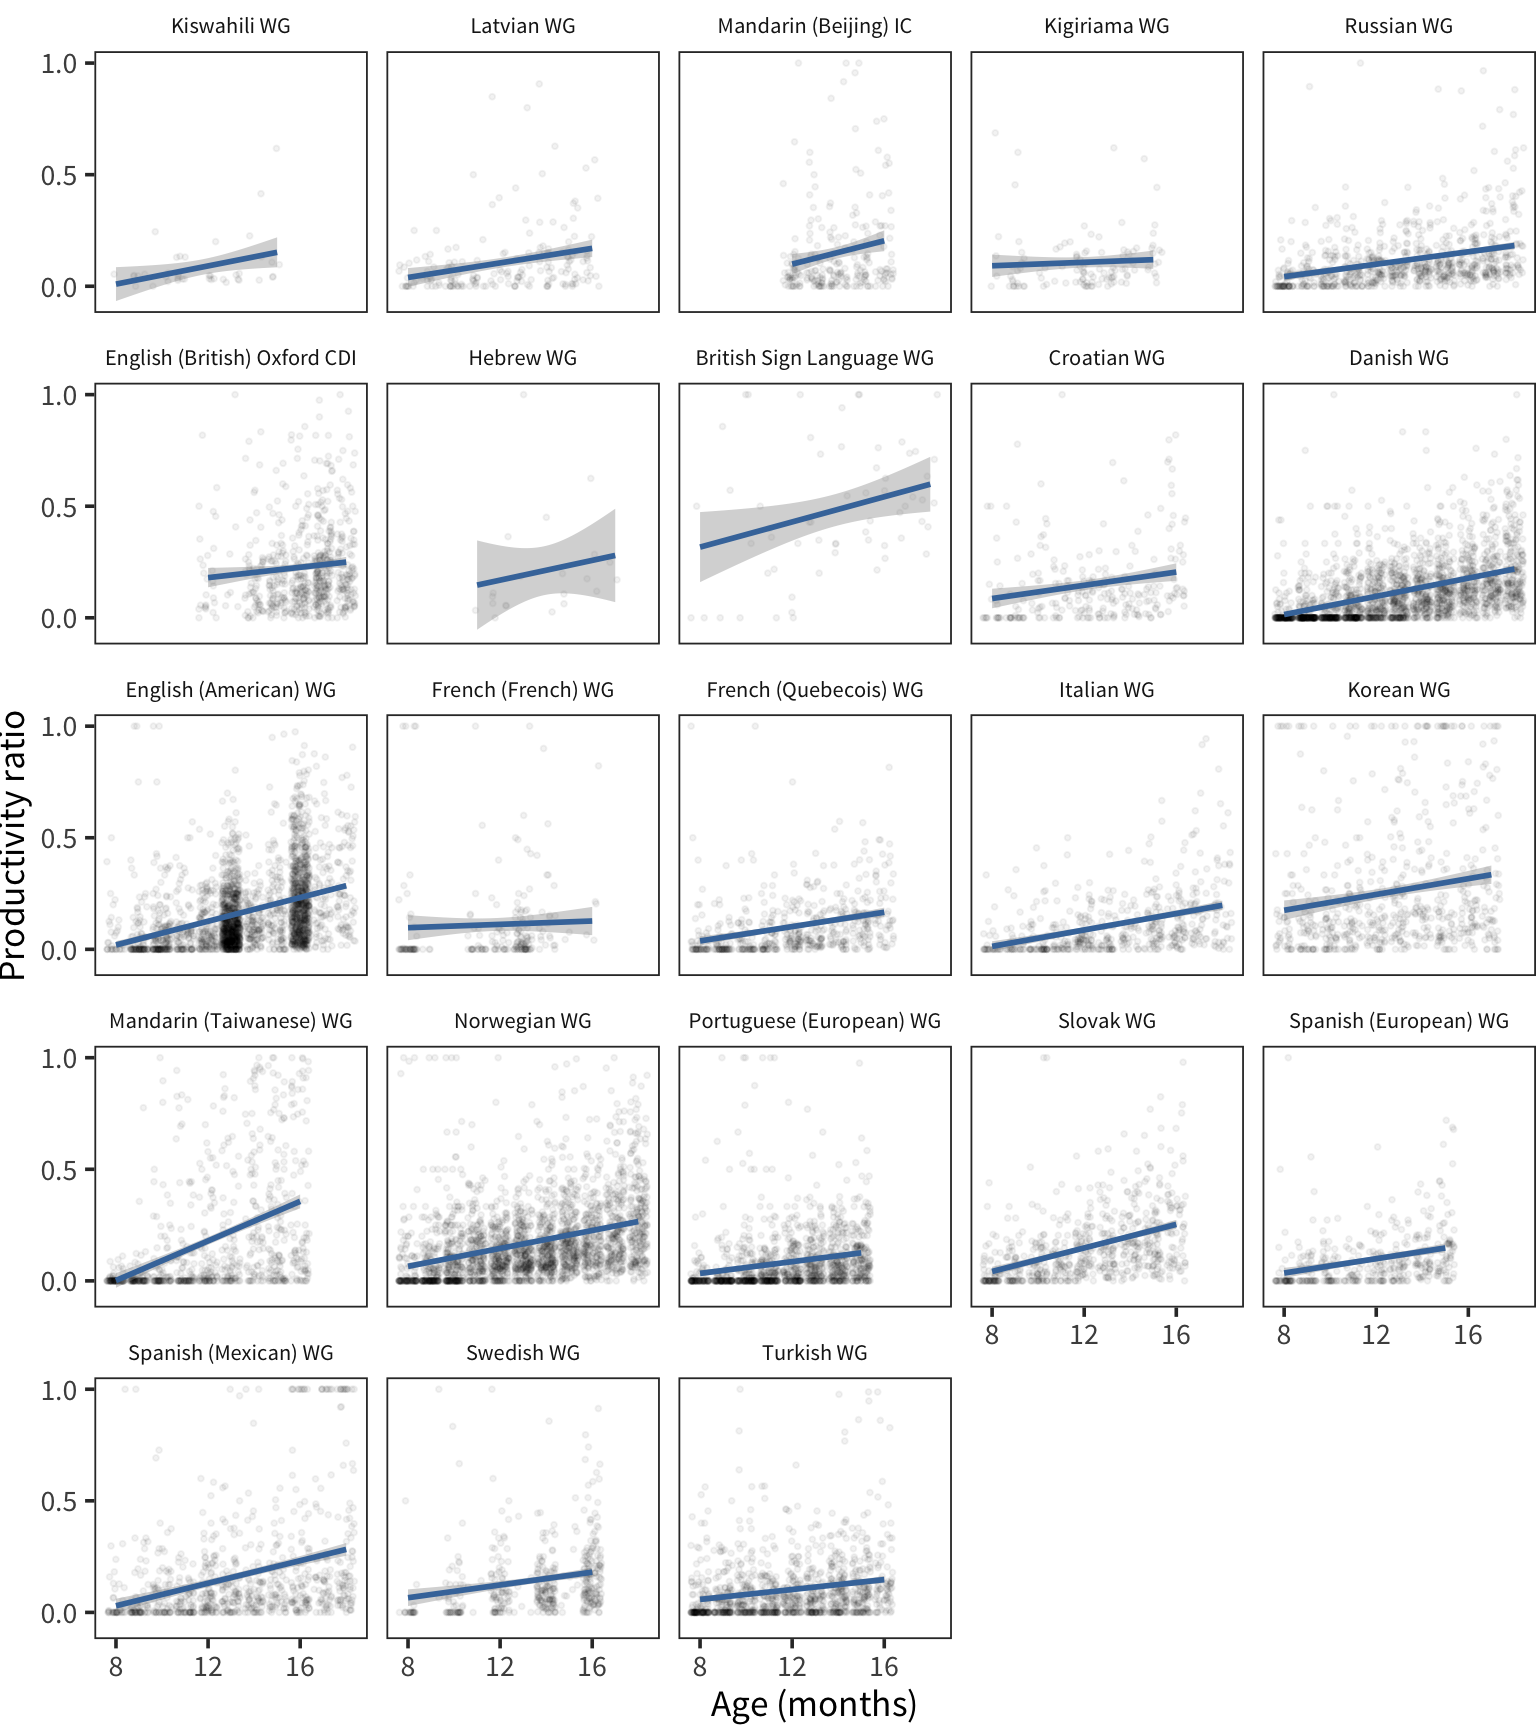 Kiswahili WG Latvian WG Mandarin (Beijing) IC Kigiriama WG Russian WG
1.0
0.5
0.0
English (British) Oxford CDI Hebrew WG British Sign Language WG Croatian WG Danish WG
1.0
0.5
0.0
English (American) WG French (French) WG French (Quebecois) WG Italian WG Korean WG
1.0
0.5
0.0
Productivity ratio
Mandarin (Taiwanese) WG Norwegian WG Portuguese (European) WG Slovak WG Spanish (European) WG
1.0
0.5
0.0
8 12 16 8 12 16
Spanish (Mexican) WG Swedish WG Turkish WG
1.0
0.5
0.0
8 12 16 8 12 16 8 12 16
Age (months)